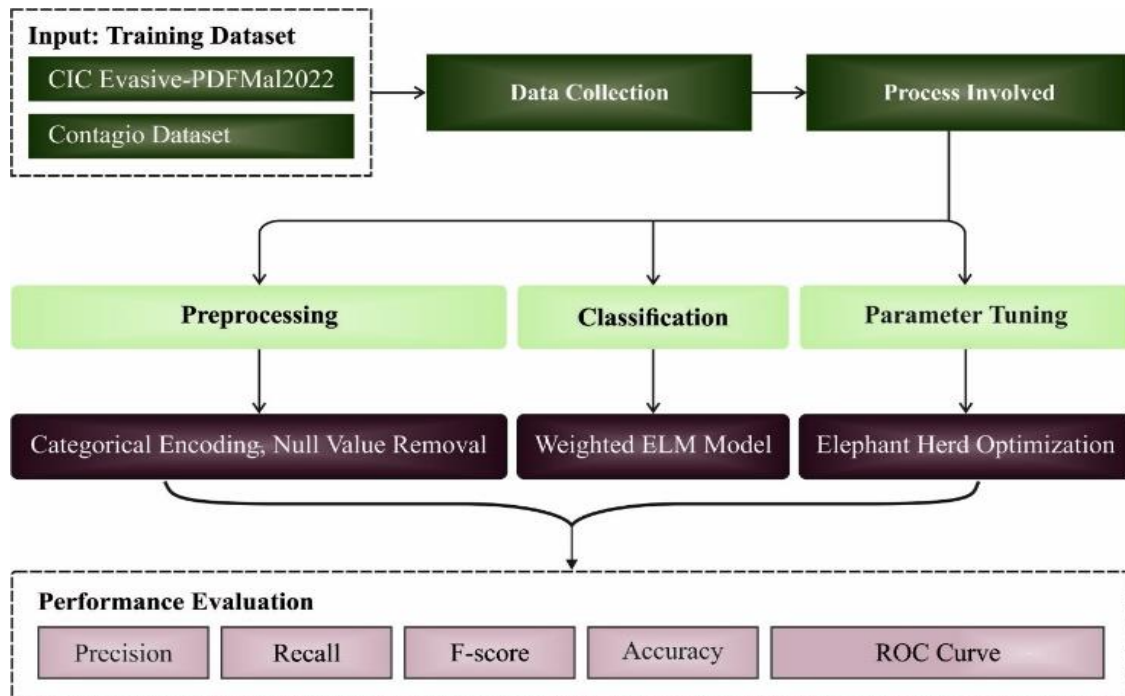 Input: Training Dataset
CIC Evasive-PDFMal2022
Contagio Dataset
Data Collection
Process Involved
Preprocessing
Classification
Parameter Tuning
Categorical Encoding, Null Value Removal
Weighted ELM Model
Elephant Herd Optimization
Performance Evaluation
Precision
Recall
F-score
Accuracy
ROC Curve